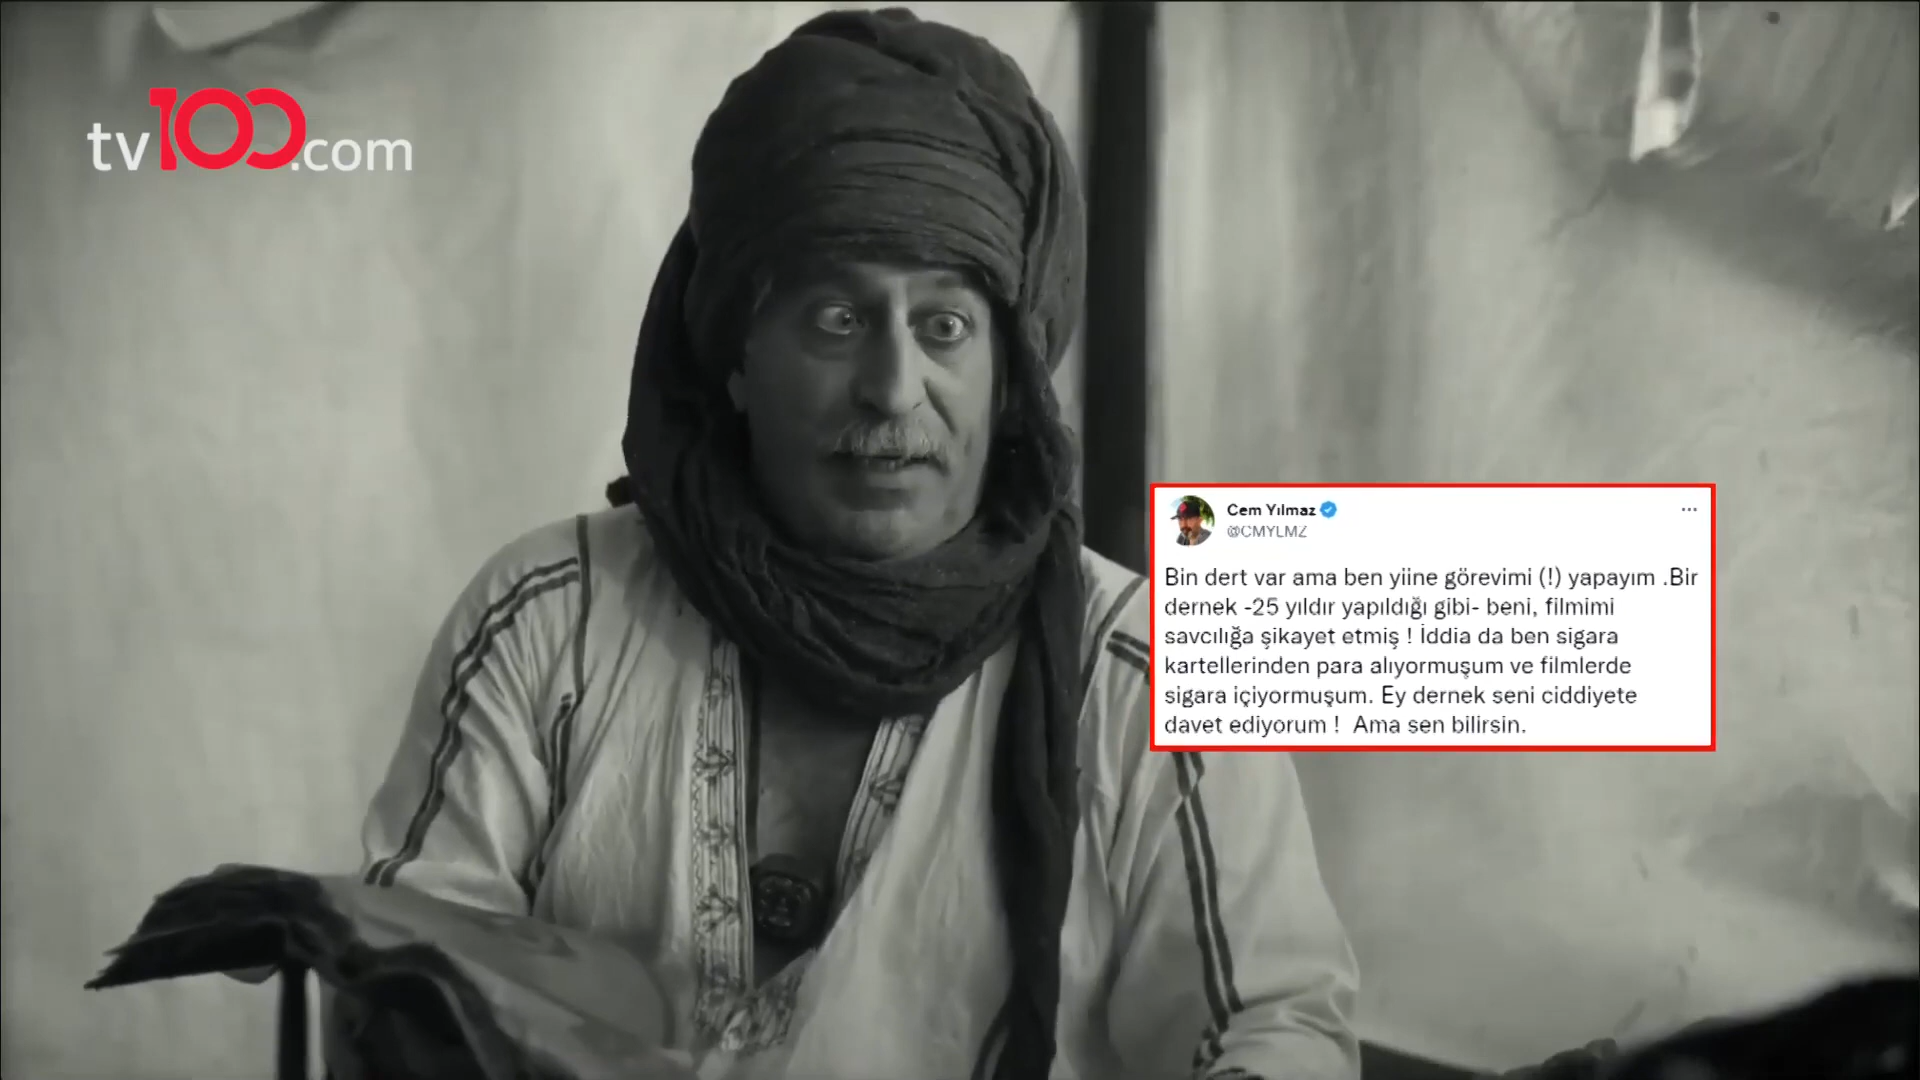 tv100.com
Cem Yılmaz
@CMYLMZ
Bin dert var ama ben yiine görevimi (!) yapayım .Bir
dernek -25 yıldır yapıldığı gibi- beni, filmimi
savcılığa şikayet etmiş ! İddia da ben sigara
kartellerinden para alıyormuşum ve filmlerde
sigara içiyormuşum. Ey dernek seni ciddiyete
davet ediyorum !  Ama sen bilirsin.